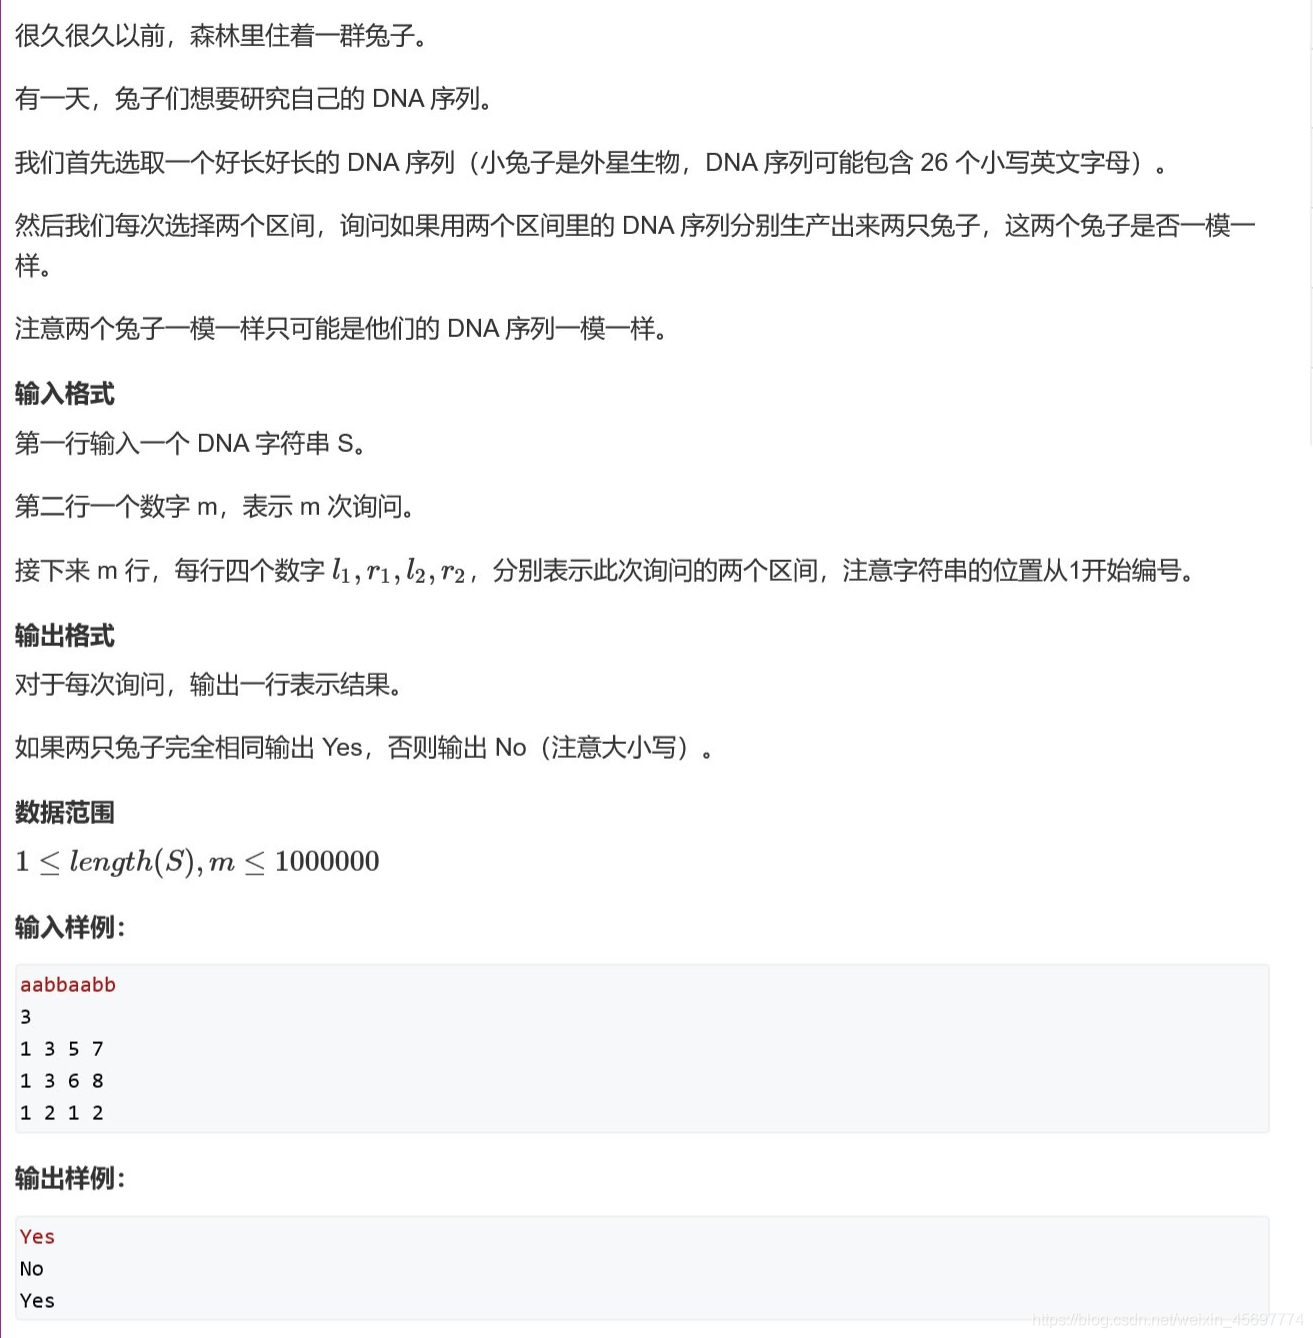 很久很久以前，森林里住着一群兔子。
有一天，兔子们想要研究自己的 DNA 序列。
我们首先选取一个好长好长的 DNA 序列（小兔子是外星生物，DNA 序列可能包含 26 个小写英文字母）。
然后我们每次选择两个区间，询问如果用两个区间里的 DNA 序列分别生产出来两只兔子，这两个兔子是否一模一
样。
注意两个兔子一模一样只可能是他们的 DNA 序列一模一样。
输入格式
第一行输入一个 DNA 字符串 S。
第二行一个数字 m，表示 m 次询问。
接下来 m 行，每行四个数字 l₁, r₁, l₂, r₂，分别表示此次询问的两个区间，注意字符串的位置从1开始编号。
输出格式
对于每次询问，输出一行表示结果。
如果两只兔子完全相同输出 Yes，否则输出 No（注意大小写）。
数据范围
1 ≤ length(S), m ≤ 1000000
输入样例：
aabbaabb
3
1 3 5 7
1 3 6 8
1 2 1 2
输出样例：
Yes
No
Yes
https://blog.csdn.net/weixin_45697774